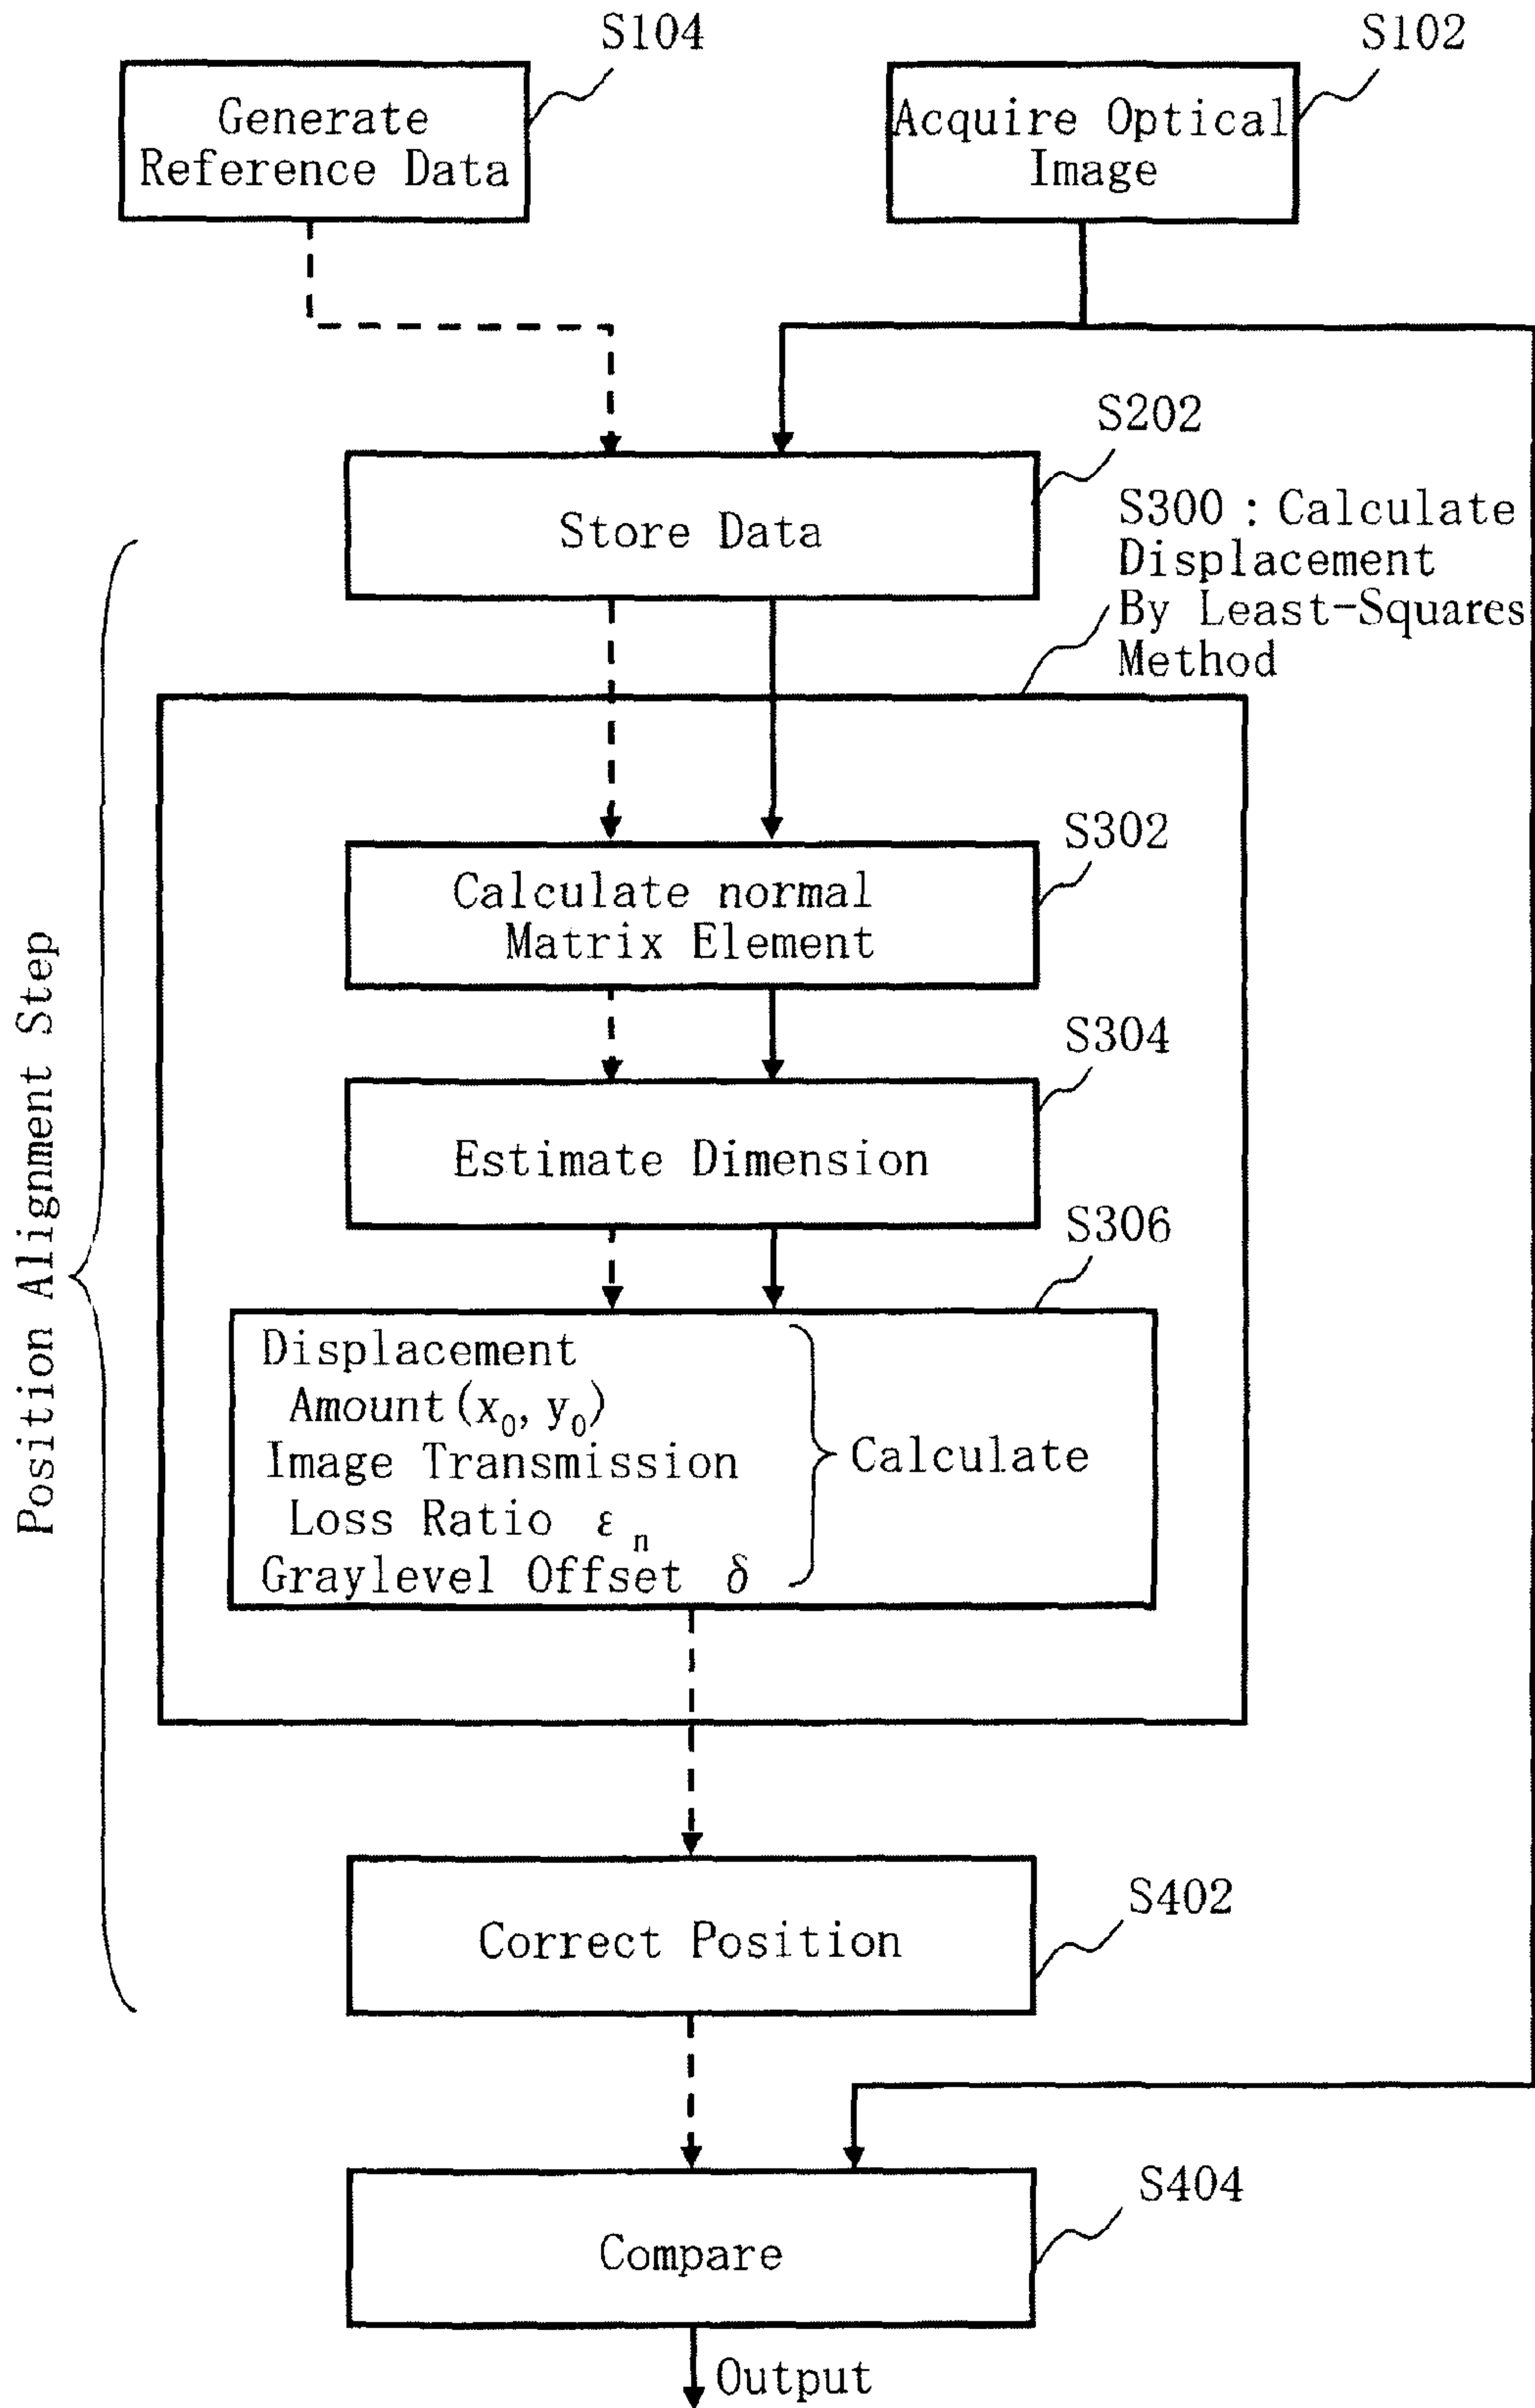 S104
S102
Generate
Reference Data
Acquire Optical
Image
S202
Store Data
S300 : Calculate
Displacement
By Least-Squares
Method
S302
Calculate normal
Matrix Element
S304
Estimate Dimension
S306
Displacement
Amount(x₀, y₀)
Image Transmission
Loss Ratio εₙ
Graylevel Offset δ
Calculate
Position Alignment Step
S402
Correct Position
S404
Compare
Output